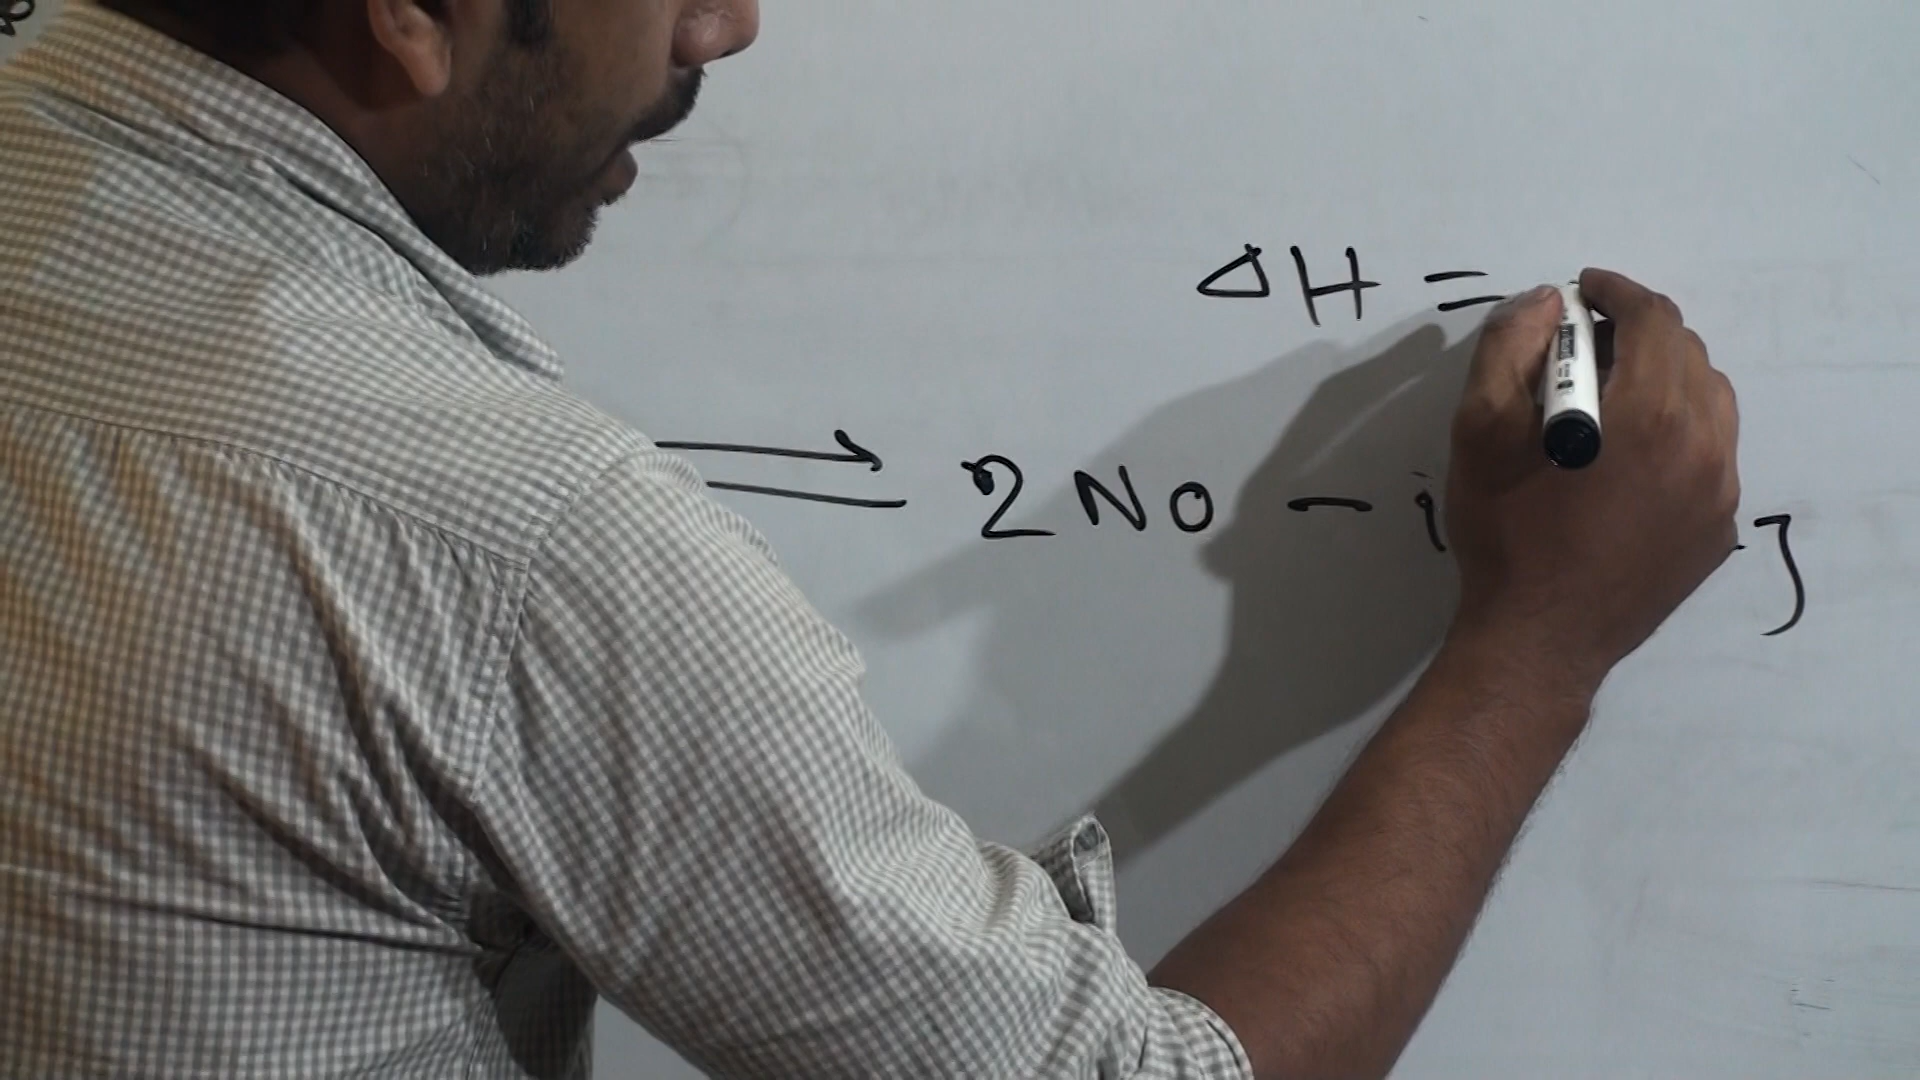 ΔH =
⇌ 2No - i ]